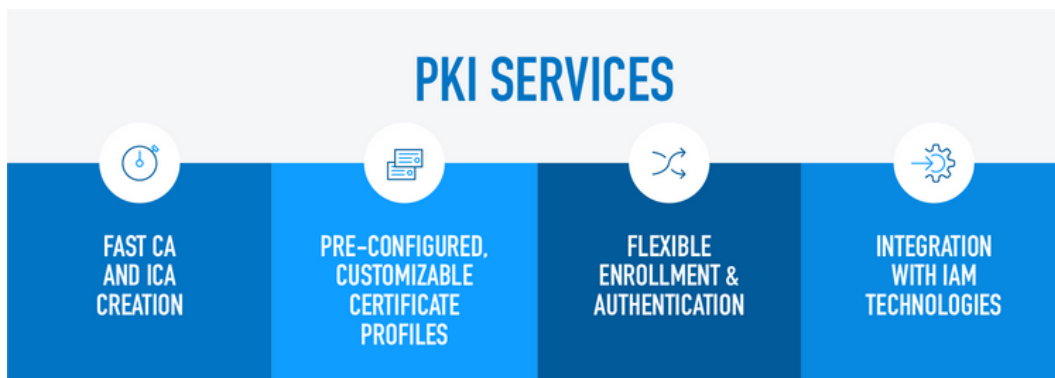 PKI SERVICES
FAST CA
AND ICA
CREATION
PRE-CONFIGURED,
CUSTOMIZABLE
CERTIFICATE
PROFILES
FLEXIBLE
ENROLLMENT &
AUTHENTICATION
INTEGRATION
WITH IAM
TECHNOLOGIES